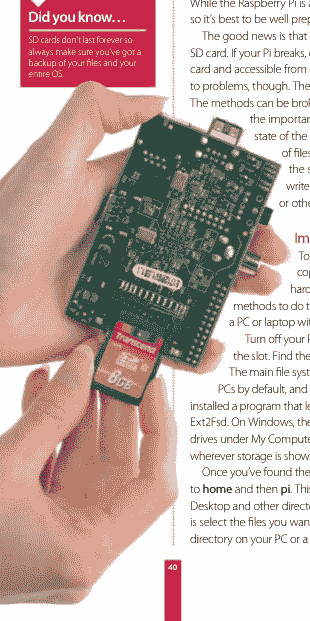 Did you know…
SD cards don't last forever so
always make sure you've got a
backup of your files and your
entire OS.
Transcend
8GB
While the Raspberry Pi is a
so it's best to be well prep
The good news is that
SD card. If your Pi breaks,
card and accessible from
to problems, though. The
The methods can be brok
the importan
state of the
of files
the s
write
or othe
Im
To
cop
hard
methods to do t
a PC or laptop wit
Turn off your P
the slot. Find the
The main file syst
PCs by default, and
installed a program that le
Ext2Fsd. On Windows, the
drives under My Compute
wherever storage is show
Once you've found the
to home and then pi. This
Desktop and other directo
is select the files you wan
directory on your PC or a
40